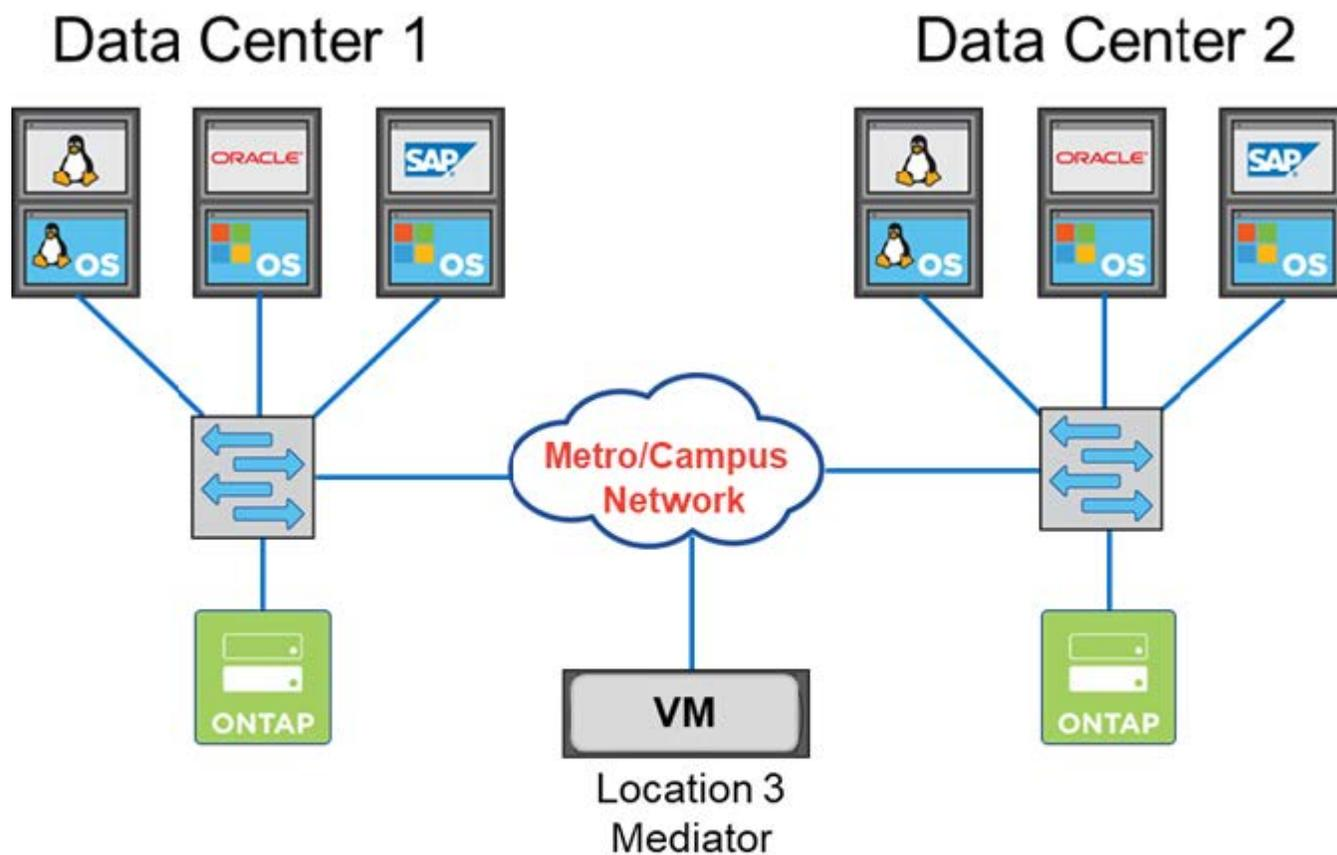 Data Center 1
Data Center 2
ORACLE
SAP
ORACLE
SAP
OS
OS
OS
OS
OS
OS
Metro/Campus
Network
ONTAP
VM
ONTAP
Location 3
Mediator